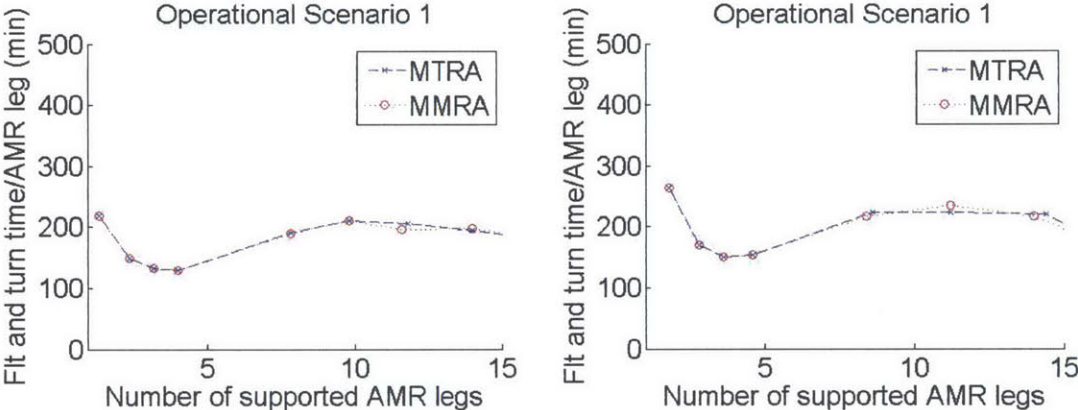 Operational Scenario 1
Flt and turn time/AMR leg (min)
500
400
300
200
100
0
MTRA
MMRA
5
10
15
Number of supported AMR legs
Operational Scenario 1
Flt and turn time/AMR leg (min)
500
400
300
200
100
0
MTRA
MMRA
5
10
15
Number of supported AMR legs